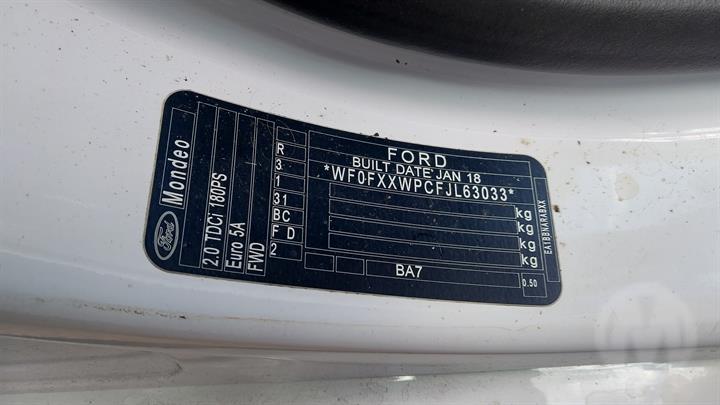 FORD
BUILT DATE JAN 18
*WF0FXXWPCFJL63033*
kg
kg
kg
kg
BA7
0.50
R
3
1
31
BC
F D
2
Ford
Mondeo
2.0 TDCi 180PS
Euro 5A
FWD
M